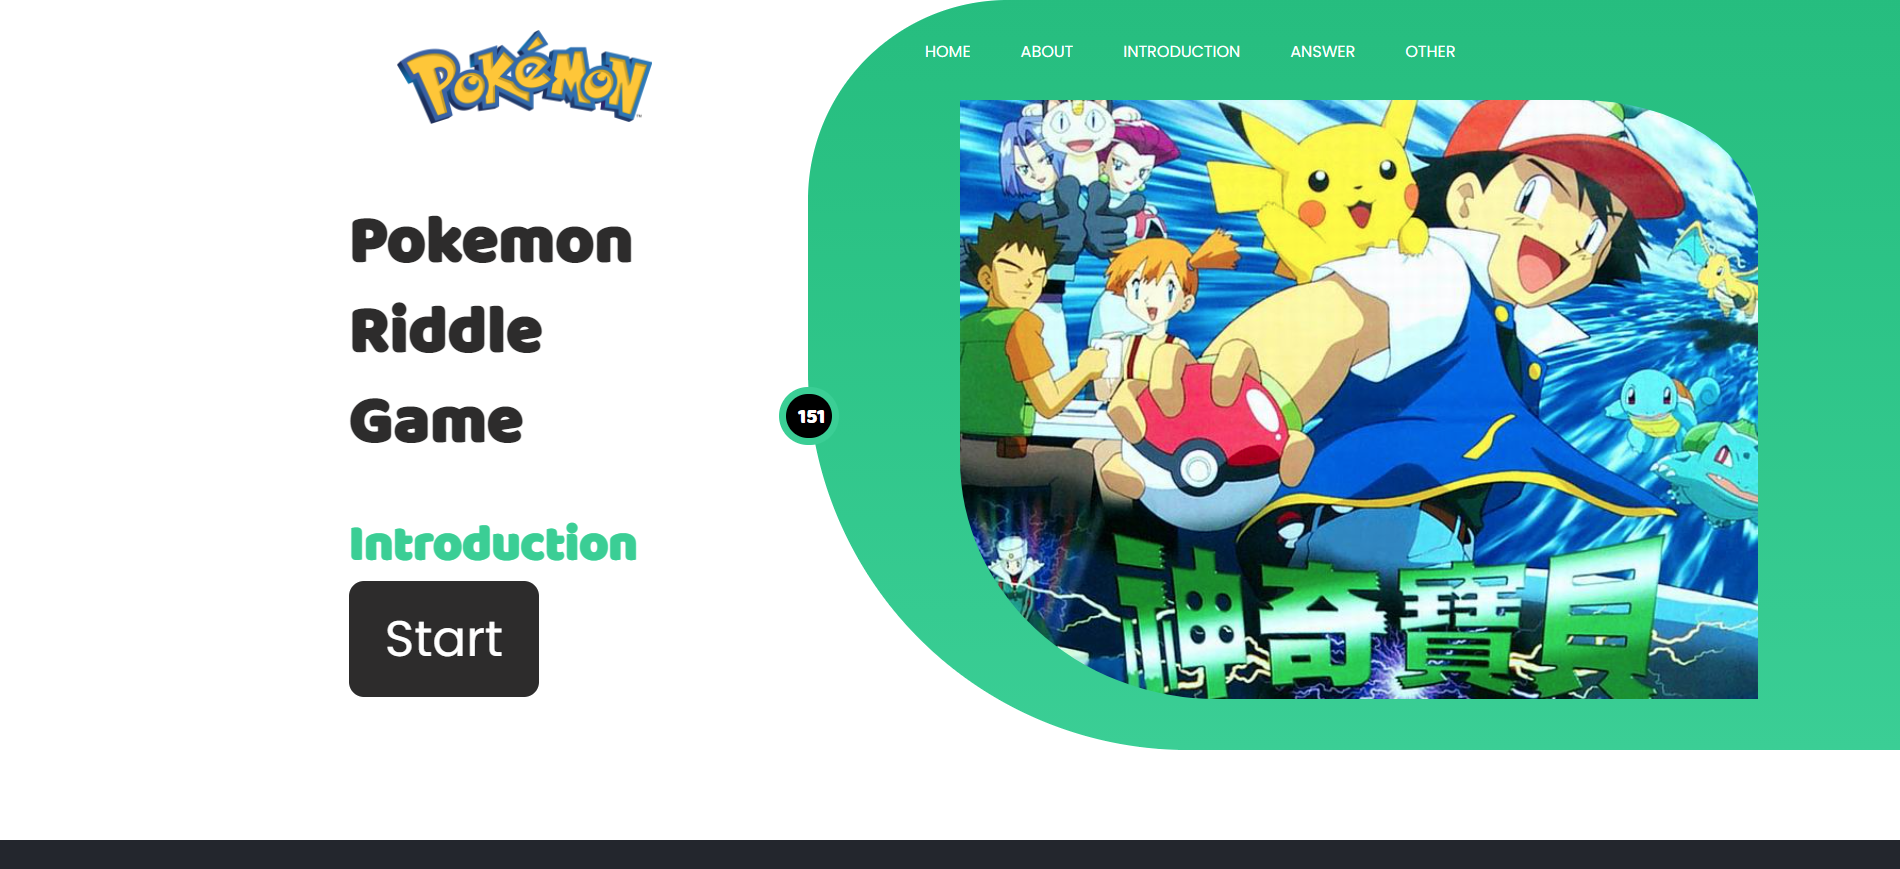 POKéMON
HOME ABOUT INTRODUCTION ANSWER OTHER
Pokemon
Riddle
Game
151
Introduction
Start
神奇寶貝